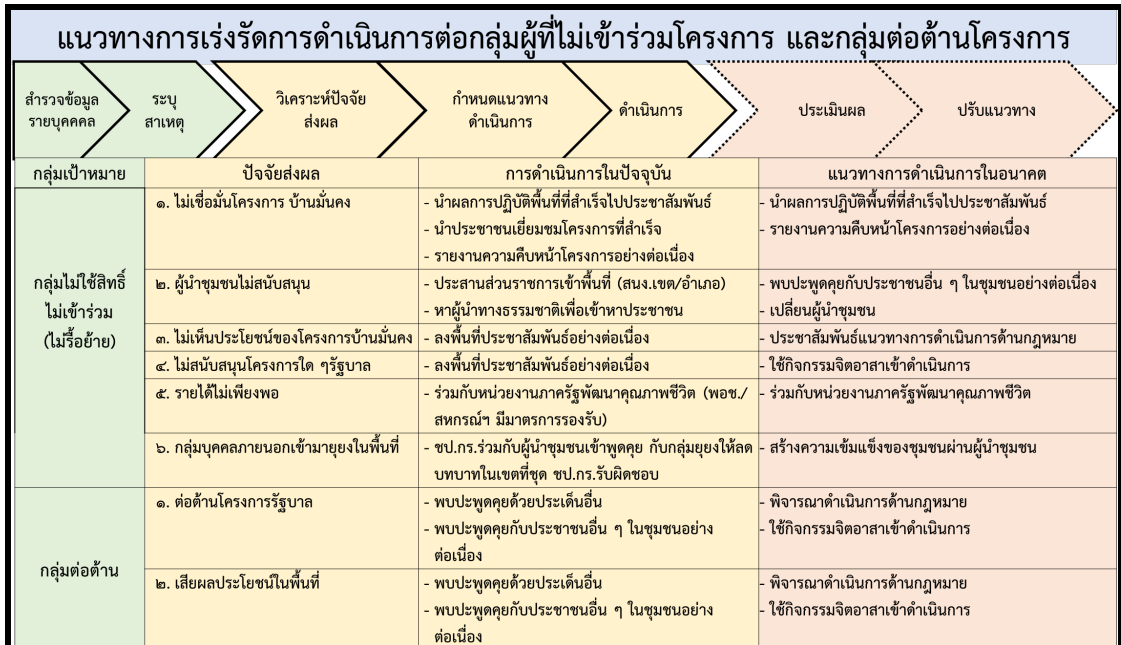 แนวทางการเร่งรัดการดำเนินการต่อกลุ่มผู้ที่ไม่เข้าร่วมโครงการ และกลุ่มต่อต้านโครงการ
สำรวจข้อมูล
รายบุคคคล
ระบุ
สาเหตุ
วิเคราะห์ปัจจัย
ส่งผล
กำหนดแนวทาง
ดำเนินการ
ดำเนินการ
ประเมินผล
ปรับแนวทาง
กลุ่มเป้าหมาย
ปัจจัยส่งผล
การดำเนินการในปัจจุบัน
แนวทางการดำเนินการในอนาคต
กลุ่มไม่ใช้สิทธิ์
ไม่เข้าร่วม
(ไม่รื้อย้าย)
๑. ไม่เชื่อมั่นโครงการ บ้านมั่นคง
- นำผลการปฏิบัติพื้นที่ที่สำเร็จไปประชาสัมพันธ์
- นำประชาชนเยี่ยมชมโครงการที่สำเร็จ
- รายงานความคืบหน้าโครงการอย่างต่อเนื่อง
- นำผลการปฏิบัติพื้นที่ที่สำเร็จไปประชาสัมพันธ์
- รายงานความคืบหน้าโครงการอย่างต่อเนื่อง
๒. ผู้นำชุมชนไม่สนับสนุน
- ประสานส่วนราชการเข้าพื้นที่ (สนง.เขต/อำเภอ)
- หาผู้นำทางธรรมชาติเพื่อเข้าหาประชาชน
- พบปะพูดคุยกับประชาชนอื่น ๆ ในชุมชนอย่างต่อเนื่อง
- เปลี่ยนผู้นำชุมชน
๓. ไม่เห็นประโยชน์ของโครงการบ้านมั่นคง
- ลงพื้นที่ประชาสัมพันธ์อย่างต่อเนื่อง
- ประชาสัมพันธ์แนวทางการดำเนินการด้านกฎหมาย
๔. ไม่สนับสนุนโครงการใด ๆรัฐบาล
- ลงพื้นที่ประชาสัมพันธ์อย่างต่อเนื่อง
- ใช้กิจกรรมจิตอาสาเข้าดำเนินการ
๕. รายได้ไม่เพียงพอ
- ร่วมกับหน่วยงานภาครัฐพัฒนาคุณภาพชีวิต (พอช./
สหกรณ์ฯ มีมาตรการรองรับ)
- ร่วมกับหน่วยงานภาครัฐพัฒนาคุณภาพชีวิต
๖. กลุ่มบุคคลภายนอกเข้ามายุยงในพื้นที่
- ชป.กร.ร่วมกับผู้นำชุมชนเข้าพูดคุย กับกลุ่มยุยงให้ลด
บทบาทในเขตที่ชุด ชป.กร.รับผิดชอบ
- สร้างความเข้มแข็งของชุมชนผ่านผู้นำชุมชน
กลุ่มต่อต้าน
๑. ต่อต้านโครงการรัฐบาล
- พบปะพูดคุยด้วยประเด็นอื่น
- พบปะพูดคุยกับประชาชนอื่น ๆ ในชุมชนอย่าง
ต่อเนื่อง
- พิจารณาดำเนินการด้านกฎหมาย
- ใช้กิจกรรมจิตอาสาเข้าดำเนินการ
๒. เสียผลประโยชน์ในพื้นที่
- พบปะพูดคุยด้วยประเด็นอื่น
- พบปะพูดคุยกับประชาชนอื่น ๆ ในชุมชนอย่าง
ต่อเนื่อง
- พิจารณาดำเนินการด้านกฎหมาย
- ใช้กิจกรรมจิตอาสาเข้าดำเนินการ